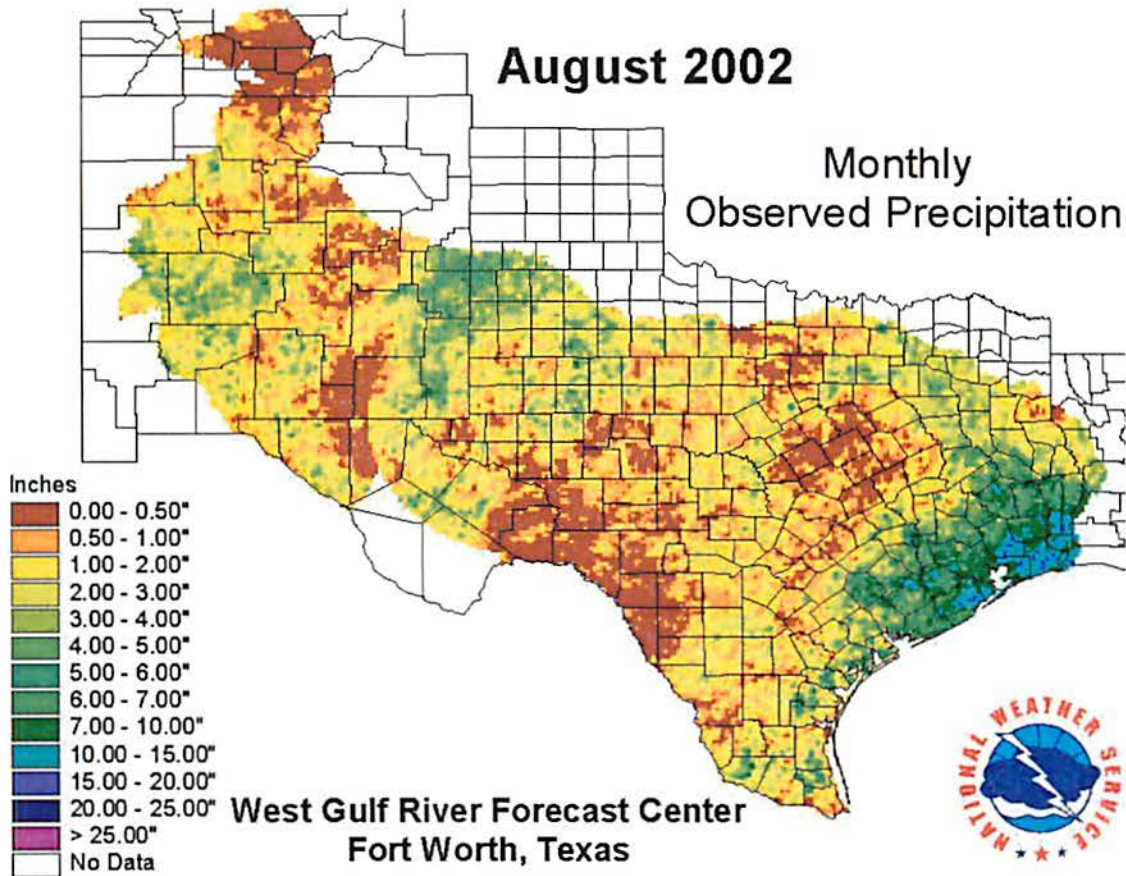 August 2002
Monthly
Observed Precipitation
Inches
0.00 - 0.50"
0.50 - 1.00"
1.00 - 2.00"
2.00 - 3.00"
3.00 - 4.00"
4.00 - 5.00"
5.00 - 6.00"
6.00 - 7.00"
7.00 - 10.00"
10.00 - 15.00"
15.00 - 20.00"
20.00 - 25.00"
> 25.00"
No Data
West Gulf River Forecast Center
Fort Worth, Texas
NATIONAL WEATHER SERVICE